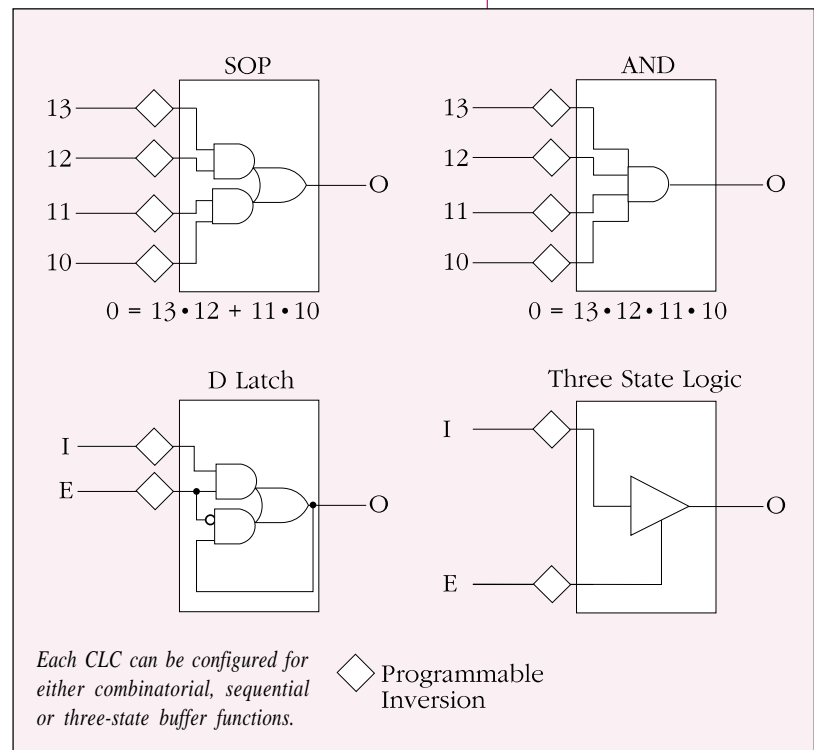 SOP
13
12
11
10
O
0 = 13•12 + 11•10
AND
13
12
11
10
O
0 = 13•12•11•10
D Latch
I
E
O
Three State Logic
I
E
O
Each CLC can be configured for
either combinatorial, sequential
or three-state buffer functions.
Programmable
Inversion